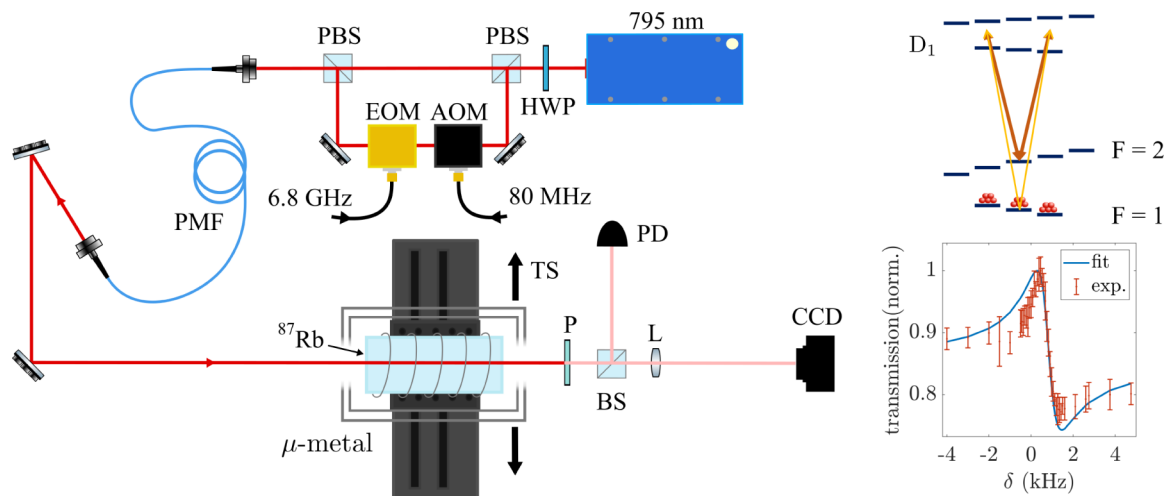 795 nm
PBS
PBS
HWP
EOM
AOM
6.8 GHz
80 MHz
PMF
TS
PD
⁸⁷Rb
P
L
CCD
BS
μ-metal
D₁
F = 2
F = 1
transmission(norm.)
1
0.9
0.8
fit
exp.
-4
-2
0
2
4
δ (kHz)